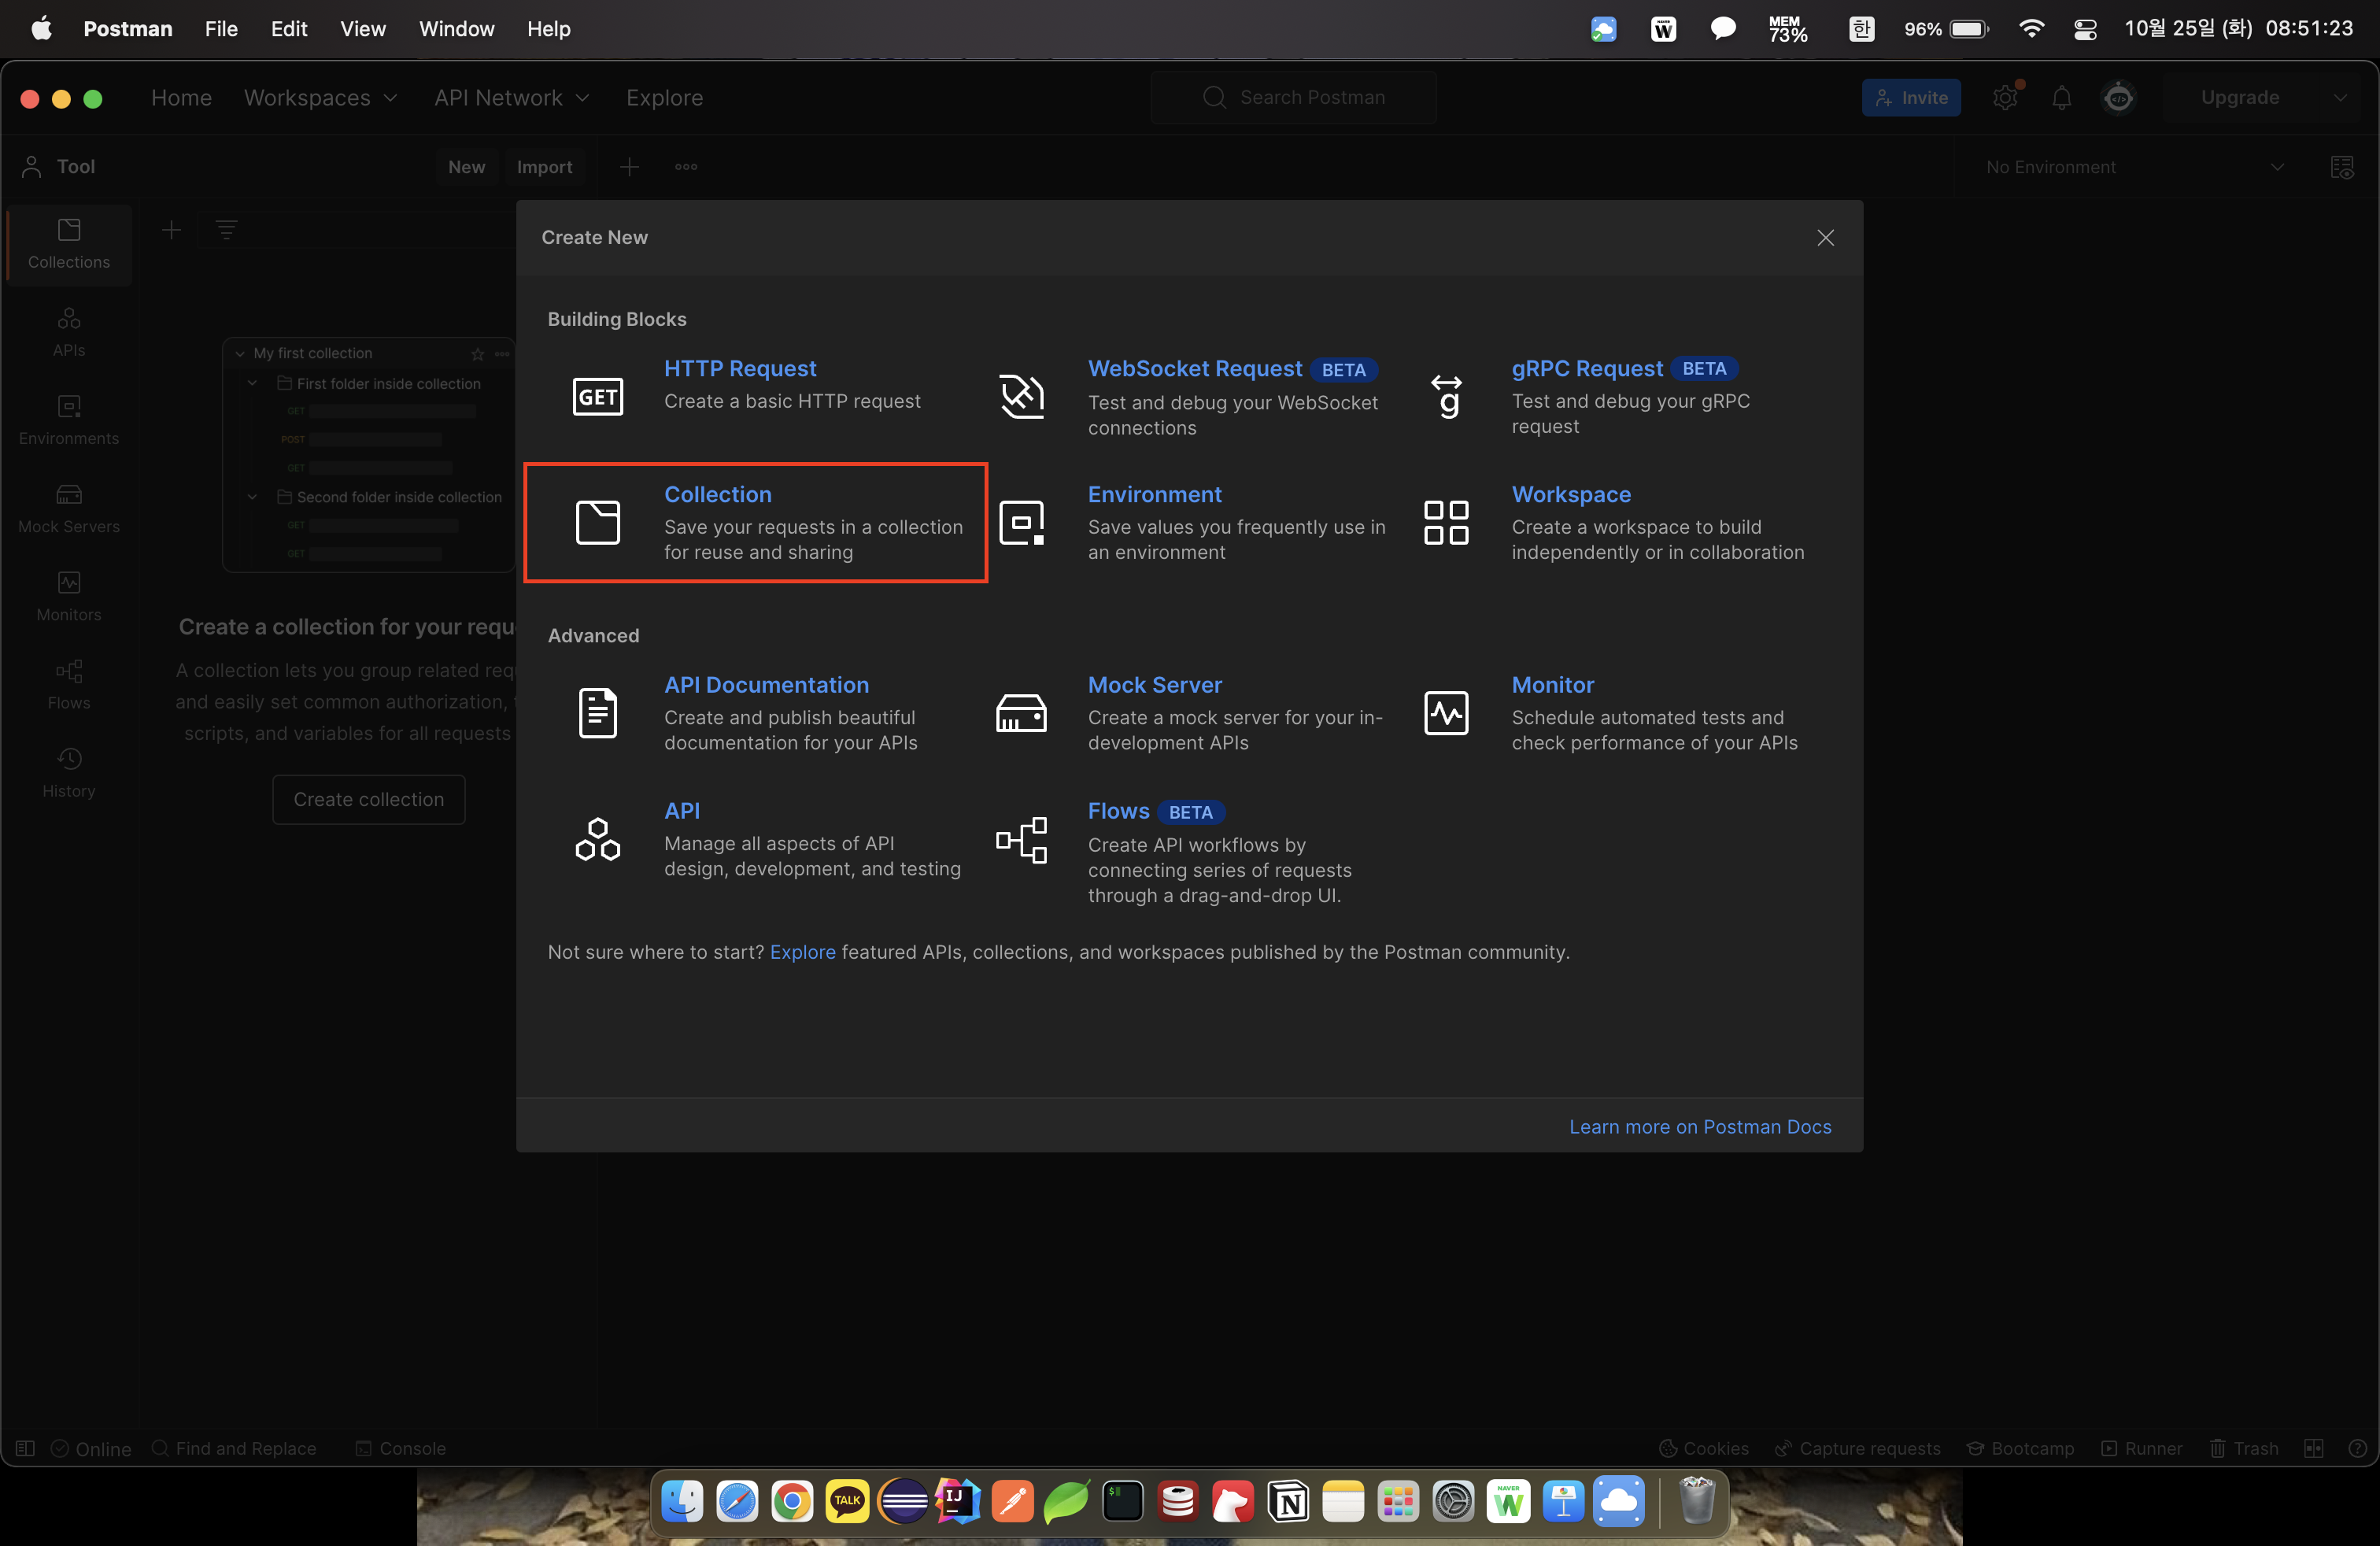 Postman File Edit View Window Help
W
MEM
73%
한
96%
10월 25일 (화) 08:51:23
Home Workspaces API Network Explore
Search Postman
Invite
Upgrade
Tool
New Import
No Environment
Collections
APIs
Environments
Mock Servers
Monitors
Flows
History
My first collection
First folder inside collection
GET
POST
GET
Second folder inside collection
GET
GET
Create a collection for your requ
A collection lets you group related req
and easily set common authorization,
scripts, and variables for all requests
Create collection
Create New
Building Blocks
GET
HTTP Request
Create a basic HTTP request
WebSocket Request BETA
Test and debug your WebSocket
connections
g
gRPC Request BETA
Test and debug your gRPC
request
Collection
Save your requests in a collection
for reuse and sharing
Environment
Save values you frequently use in
an environment
Workspace
Create a workspace to build
independently or in collaboration
Advanced
API Documentation
Create and publish beautiful
documentation for your APIs
Mock Server
Create a mock server for your in-
development APIs
Monitor
Schedule automated tests and
check performance of your APIs
API
Manage all aspects of API
design, development, and testing
Flows BETA
Create API workflows by
connecting series of requests
through a drag-and-drop UI.
Not sure where to start? Explore featured APIs, collections, and workspaces published by the Postman community.
Learn more on Postman Docs
Online Find and Replace Console
Cookies Capture requests Bootcamp Runner Trash
TALK
IJ
N
NAVER
W